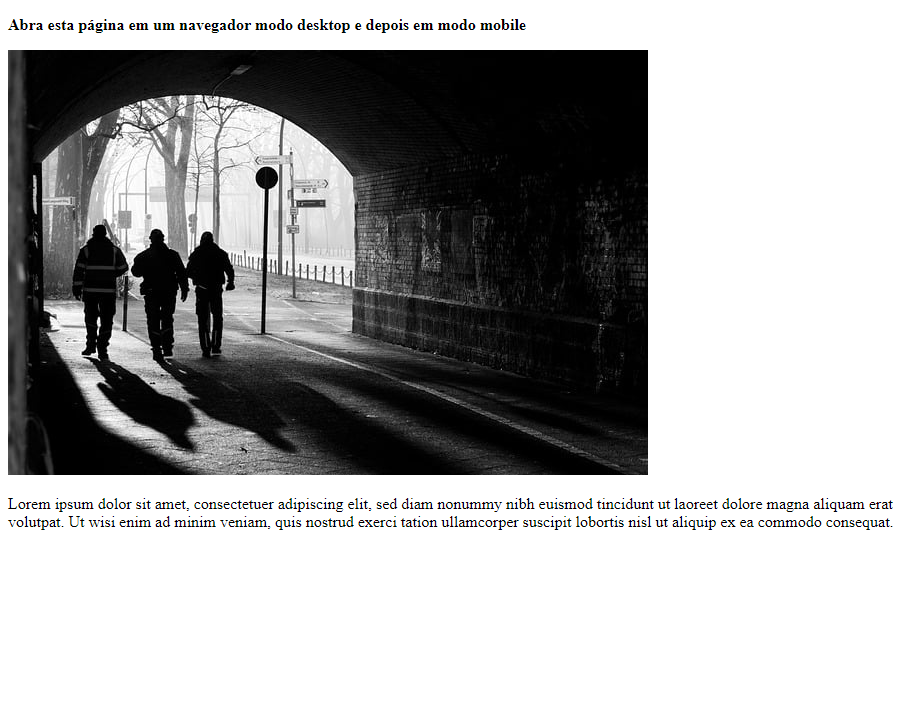 Abra esta página em um navegador modo desktop e depois em modo mobile
Lorem ipsum dolor sit amet, consectetuer adipiscing elit, sed diam nonummy nibh euismod tincidunt ut laoreet dolore magna aliquam erat
volutpat. Ut wisi enim ad minim veniam, quis nostrud exerci tation ullamcorper suscipit lobortis nisl ut aliquip ex ea commodo consequat.